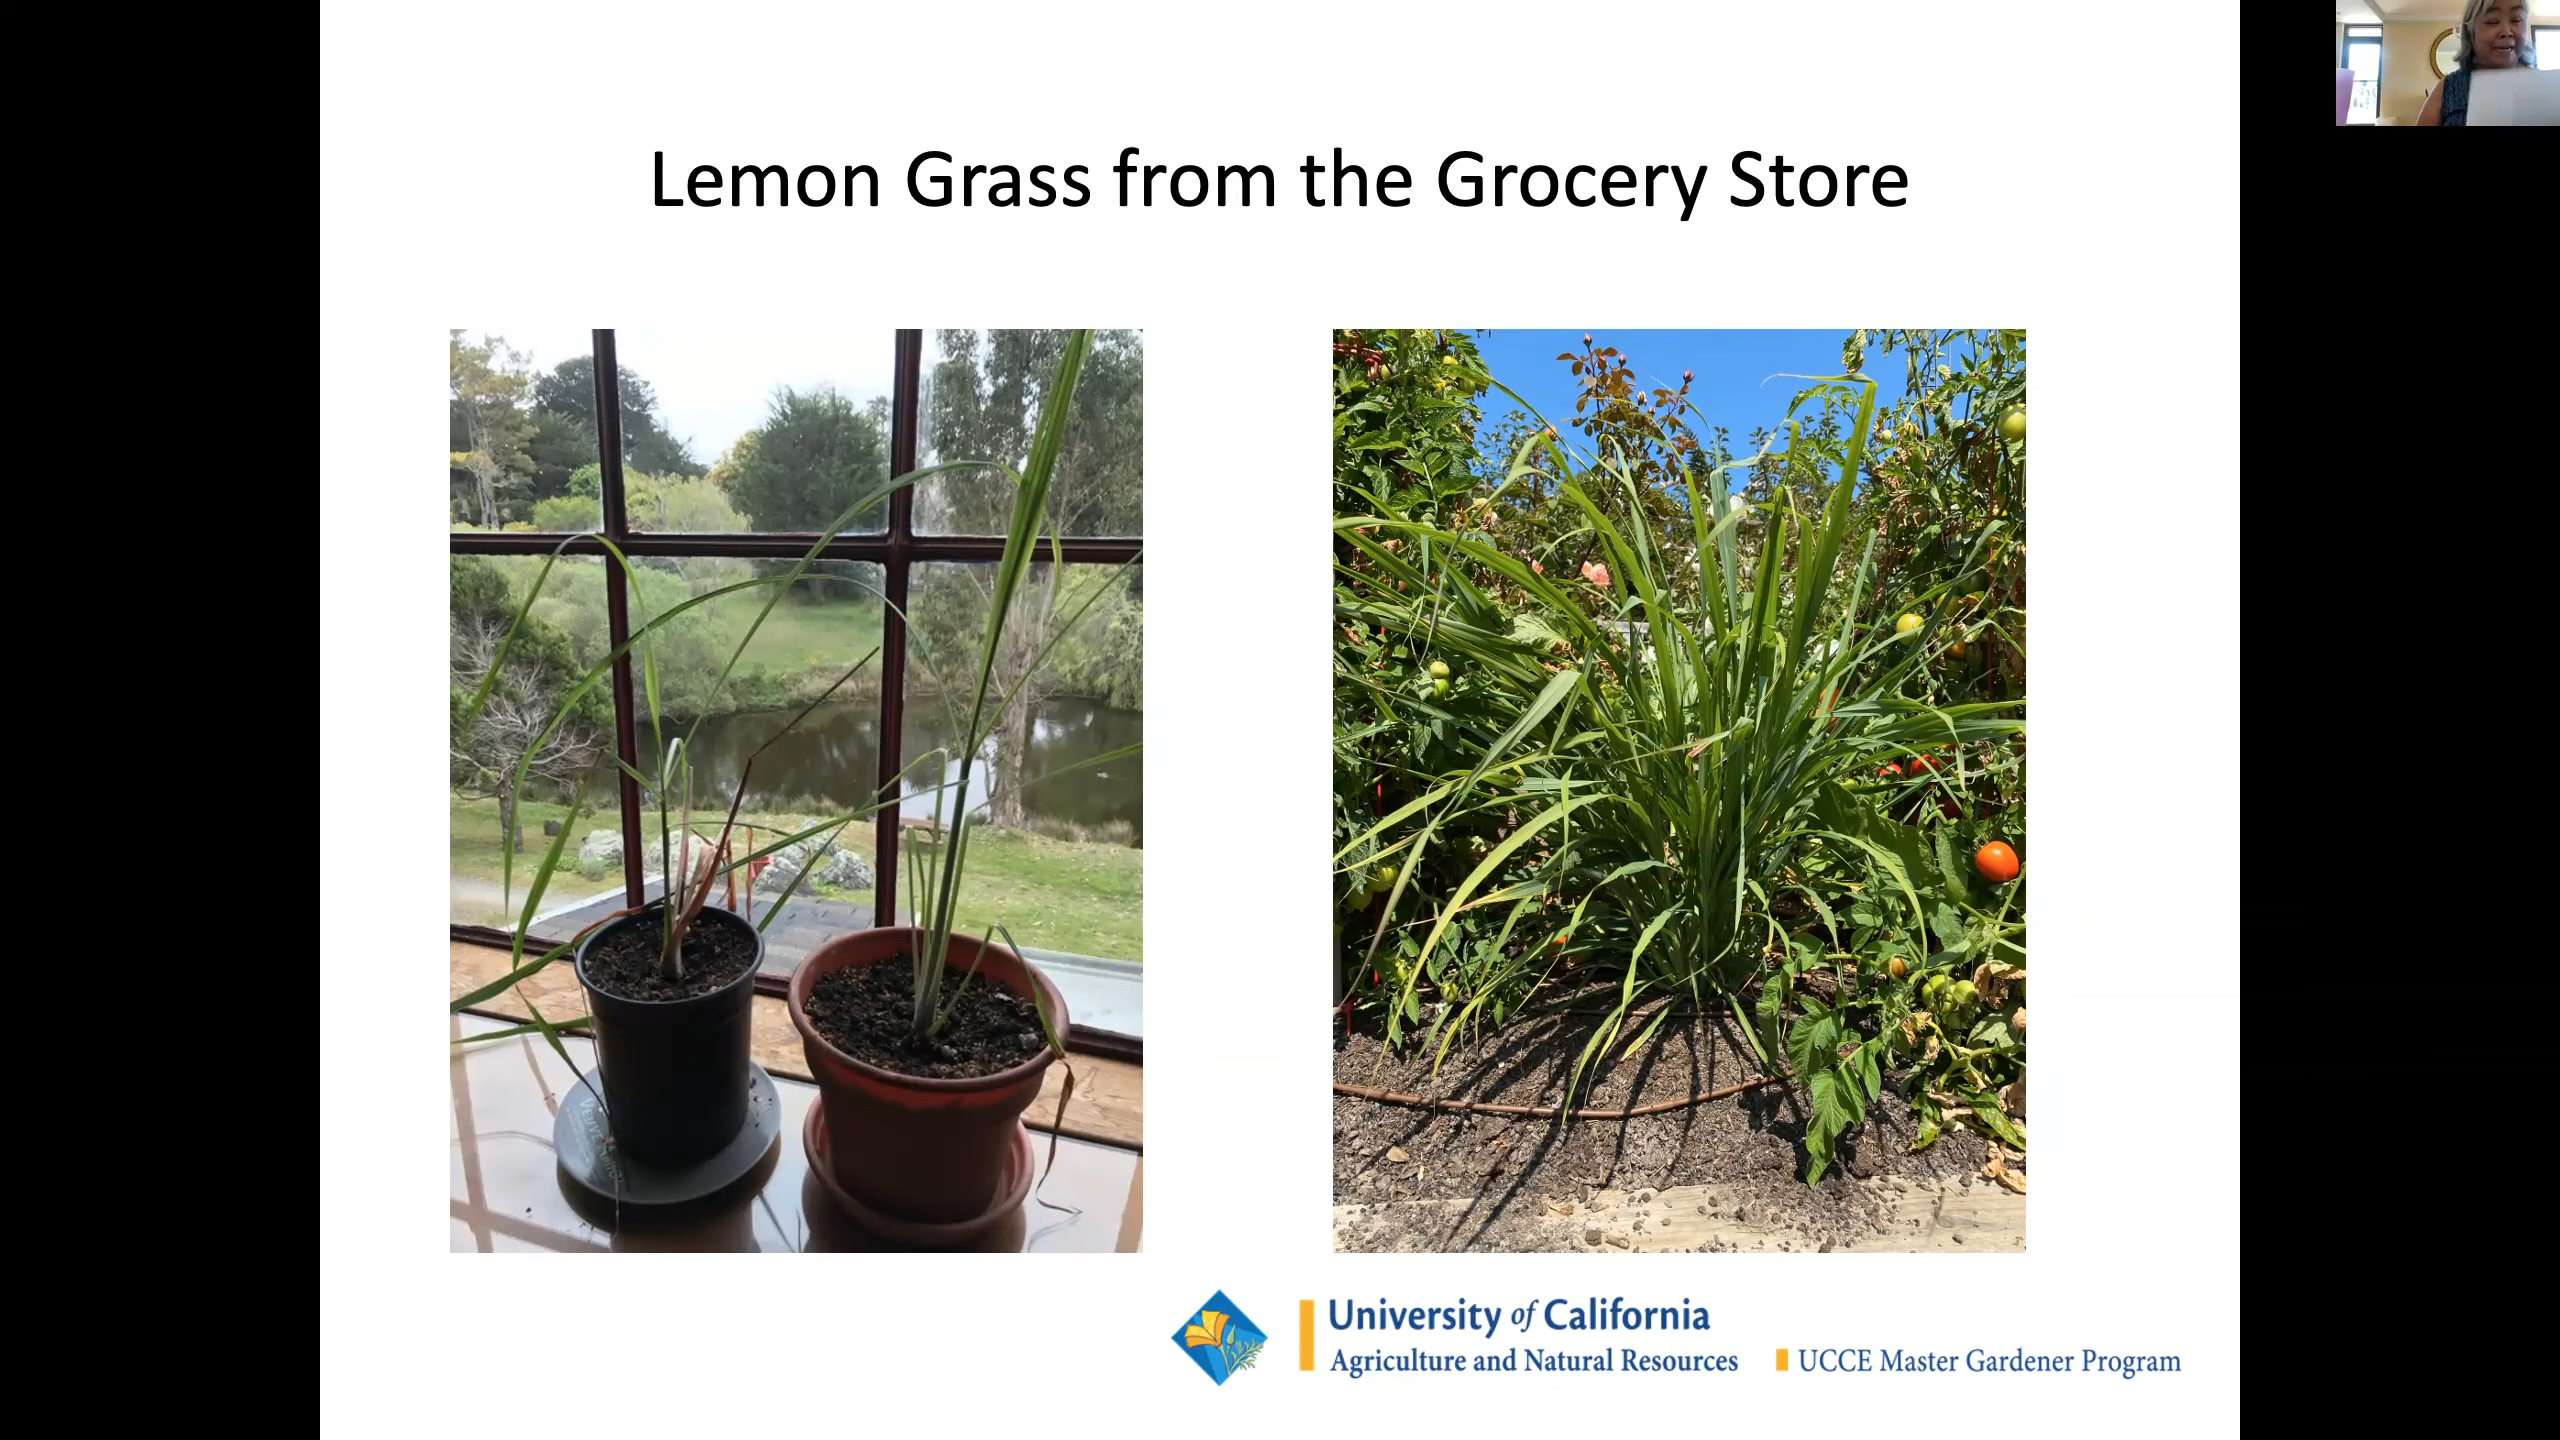 Lemon Grass from the Grocery Store
University of California
Agriculture and Natural Resources
UCCE Master Gardener Program